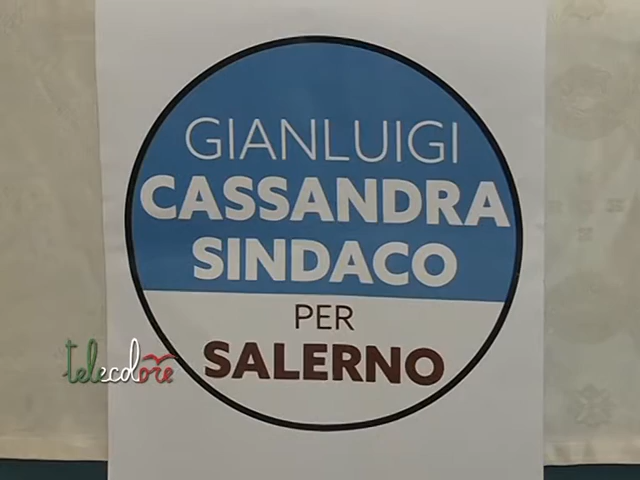 GIANLUIGI
CASSANDRA
SINDACO
PER
SALERNO
telecolore